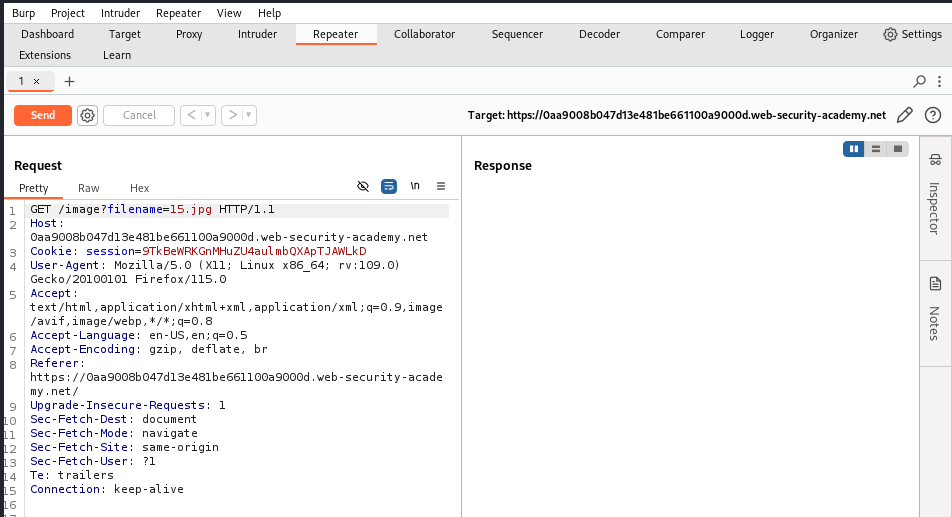 Burp Project Intruder Repeater View Help
Dashboard Target Proxy Intruder Repeater Collaborator Sequencer Decoder Comparer Logger Organizer Settings
Extensions Learn
1 × +
Send Cancel < > Target: https://0aa9008b047d13e481be661100a9000d.web-security-academy.net
Request
Pretty Raw Hex \n
1 GET /image?filename=15.jpg HTTP/1.1
2 Host:
0aa9008b047d13e481be661100a9000d.web-security-academy.net
3 Cookie: session=9TkBeWRKGnMHuZU4aulmbQXApTJAWLkD
4 User-Agent: Mozilla/5.0 (X11; Linux x86_64; rv:109.0)
Gecko/20100101 Firefox/115.0
5 Accept:
text/html,application/xhtml+xml,application/xml;q=0.9,image
/avif,image/webp,*/*;q=0.8
6 Accept-Language: en-US,en;q=0.5
7 Accept-Encoding: gzip, deflate, br
8 Referer:
https://0aa9008b047d13e481be661100a9000d.web-security-acade
my.net/
9 Upgrade-Insecure-Requests: 1
10 Sec-Fetch-Dest: document
11 Sec-Fetch-Mode: navigate
12 Sec-Fetch-Site: same-origin
13 Sec-Fetch-User: ?1
14 Te: trailers
15 Connection: keep-alive
16
Response
Inspector
Notes